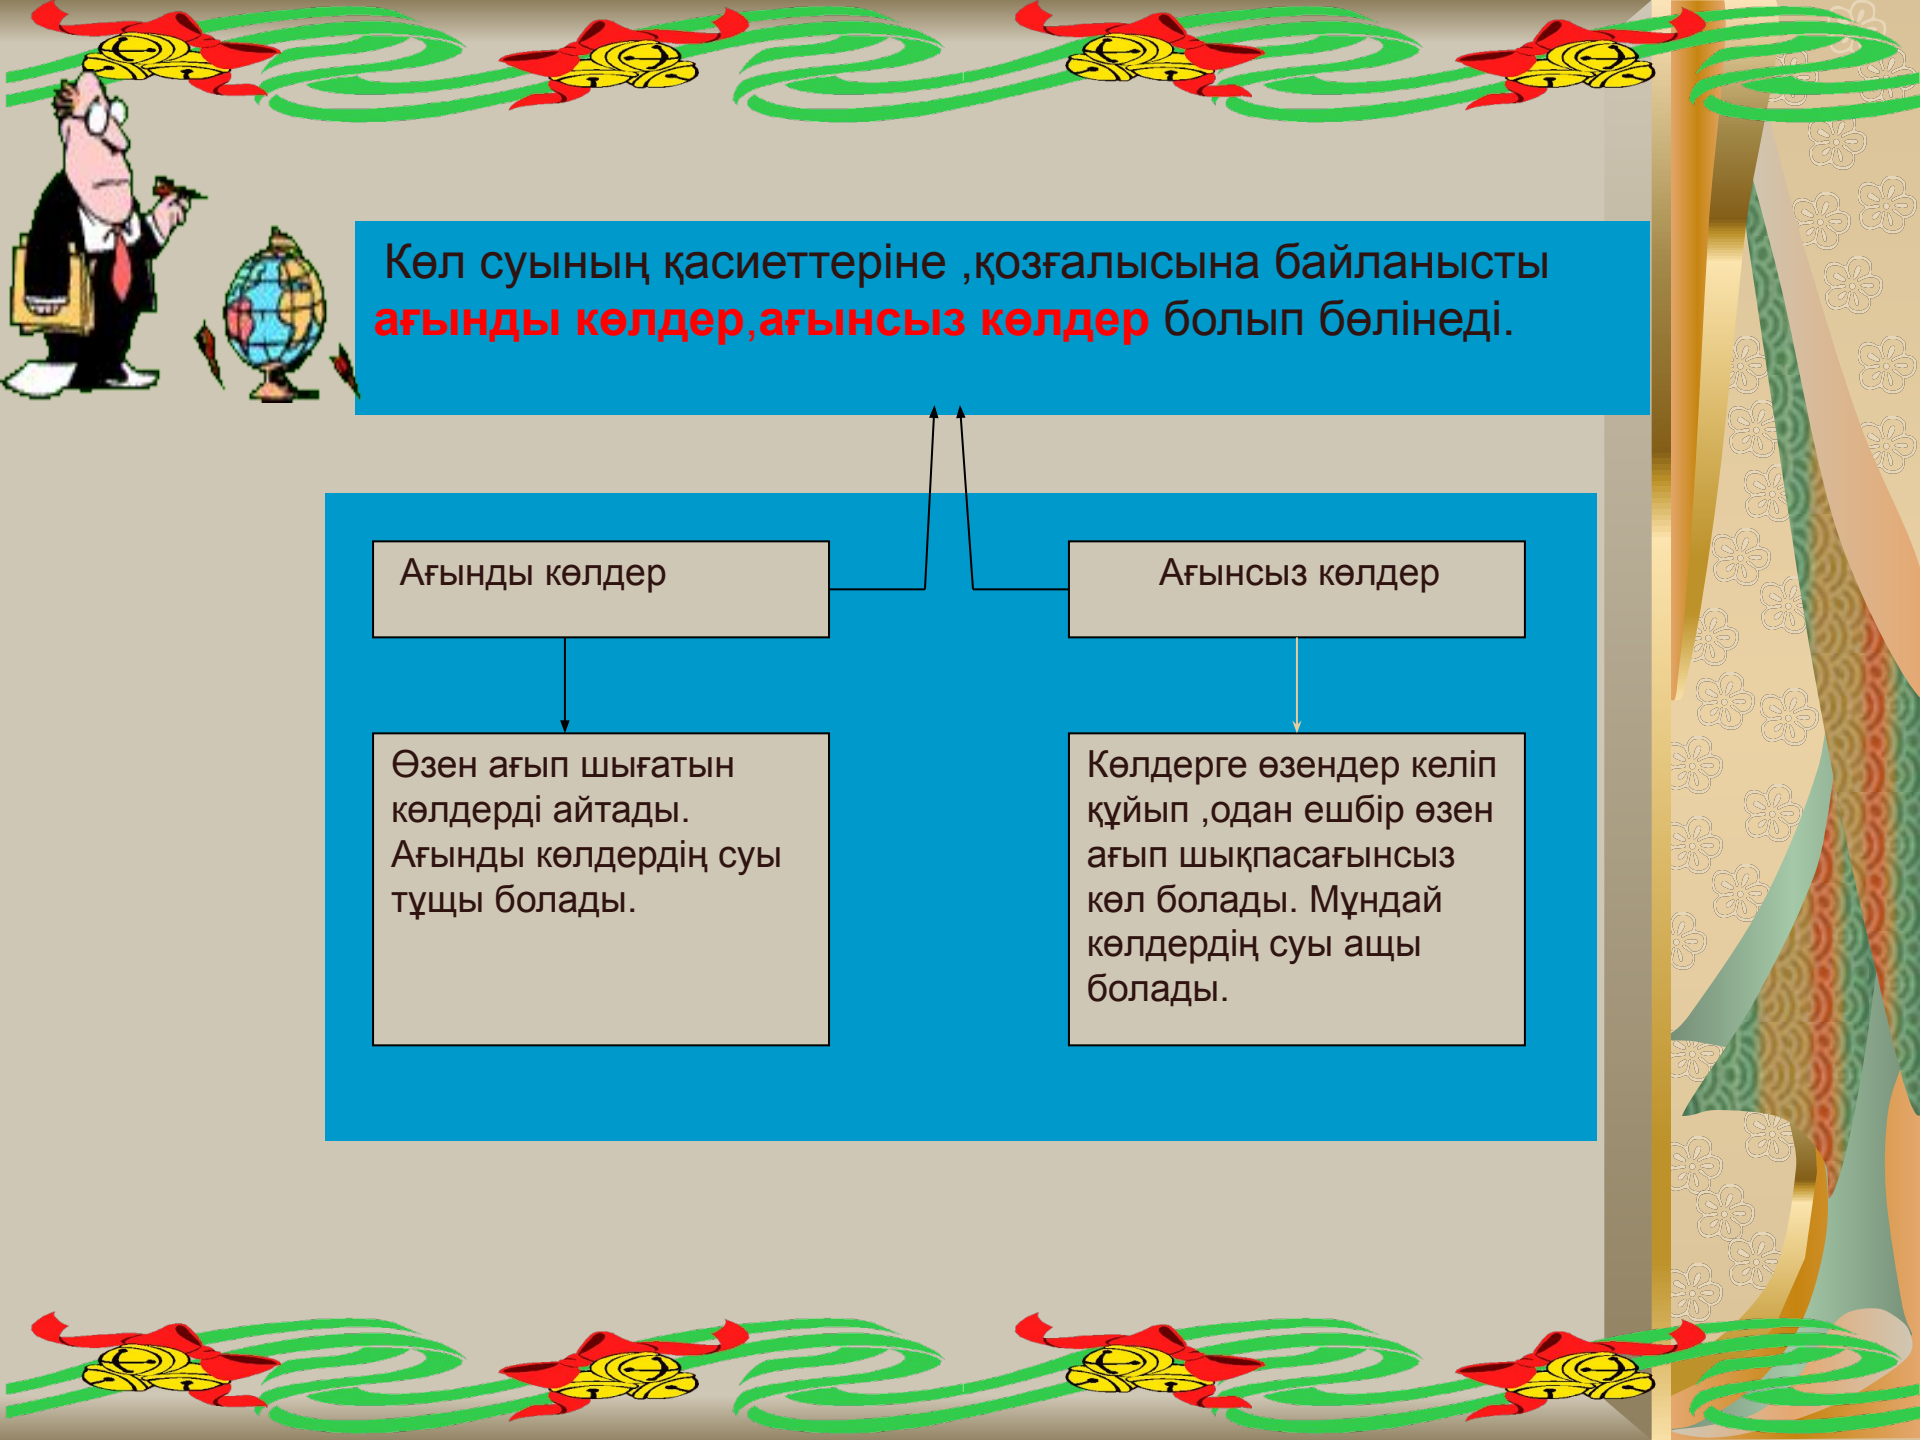 Көл суының қасиеттеріне ,қозғалысына байланысты
ағынды көлдер,ағынсыз көлдер болып бөлінеді.
Ағынды көлдер
Ағынсыз көлдер
Өзен ағып шығатын
көлдерді айтады.
Ағынды көлдердің суы
тұщы болады.
Көлдерге өзендер келіп
құйып ,одан ешбір өзен
ағып шықпасағынсыз
көл болады. Мұндай
көлдердің суы ащы
болады.